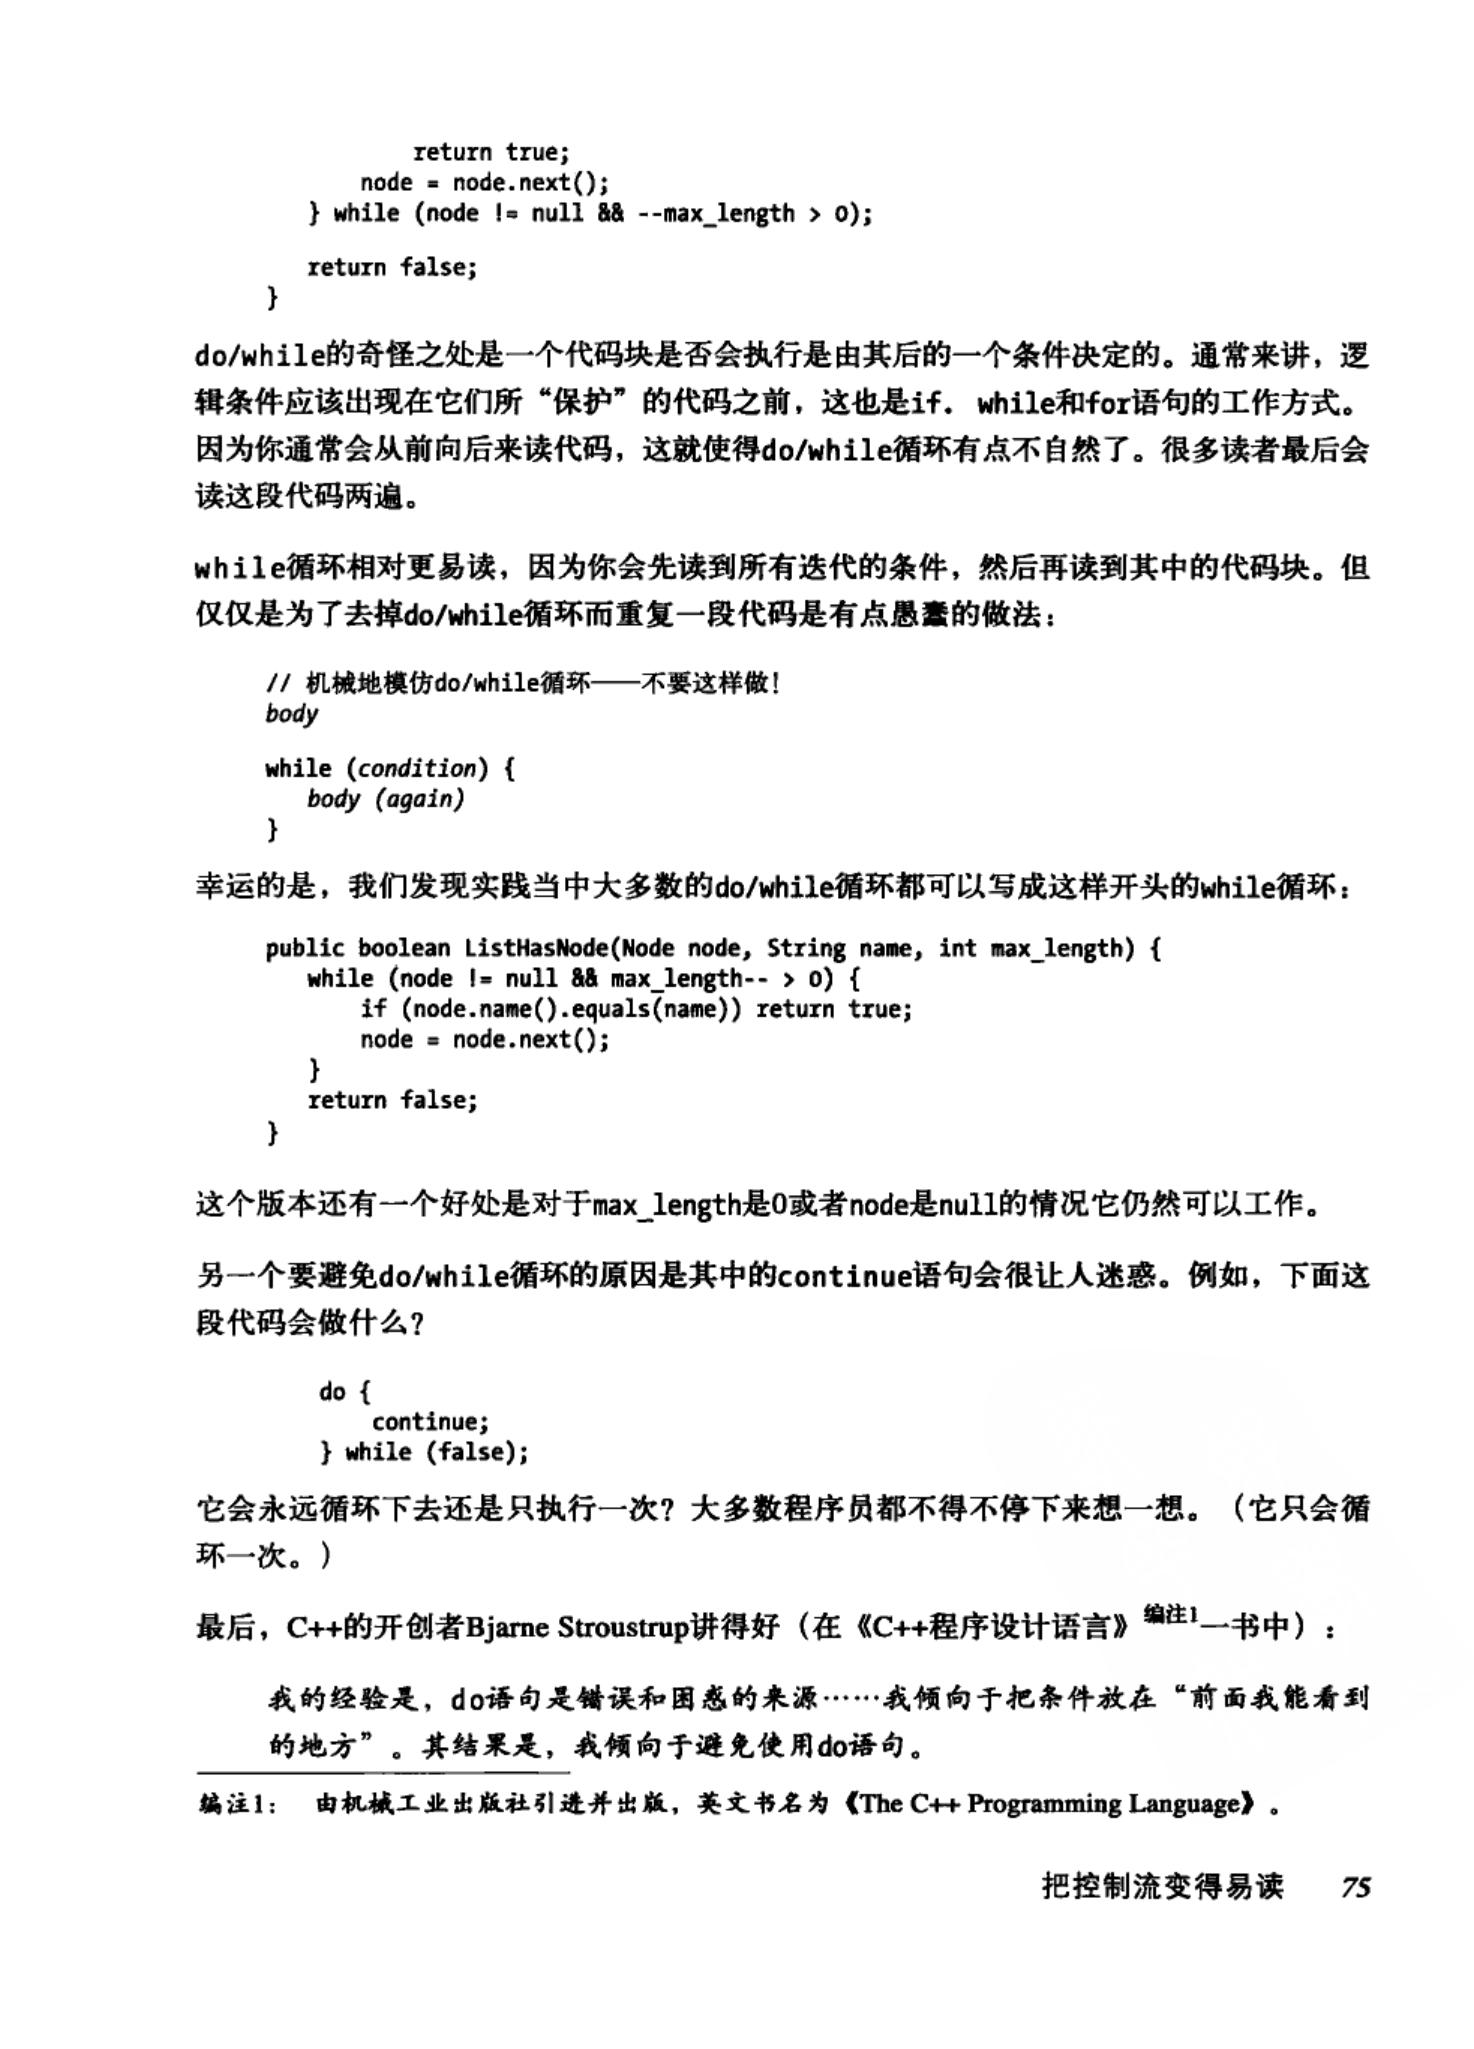 return true;
node = node.next();
} while (node != null && --max_length > 0);
return false;
}
do/while的奇怪之处是一个代码块是否会执行是由其后的一个条件决定的。通常来讲，逻
辑条件应该出现在它们所“保护”的代码之前，这也是if. while和for语句的工作方式。
因为你通常会从前向后来读代码，这就使得do/while循环有点不自然了。很多读者最后会
读这段代码两遍。
while循环相对更易读，因为你会先读到所有迭代的条件，然后再读到其中的代码块。但
仅仅是为了去掉do/while循环而重复一段代码是有点愚蠢的做法：
// 机械地模仿do/while循环——不要这样做！
body
while (condition) {
body (again)
}
幸运的是，我们发现实践当中大多数的do/while循环都可以写成这样开头的while循环：
public boolean ListHasNode(Node node, String name, int max_length) {
while (node != null && max_length-- > 0) {
if (node.name().equals(name)) return true;
node = node.next();
}
return false;
}
这个版本还有一个好处是对于max_length是0或者node是null的情况它仍然可以工作。
另一个要避免do/while循环的原因是其中的continue语句会很让人迷惑。例如，下面这
段代码会做什么？
do {
continue;
} while (false);
它会永远循环下去还是只执行一次？大多数程序员都不得不停下来想一想。（它只会循
环一次。）
最后，C++的开创者Bjarne Stroustrup讲得好（在《C++程序设计语言》编注1一书中）：
我的经验是，do语句是错误和困惑的来源……我倾向于把条件放在“前面我能看到
的地方”。其结果是，我倾向于避免使用do语句。
编注1： 由机械工业出版社引进并出版，英文书名为《The C++ Programming Language》。
把控制流变得易读 75